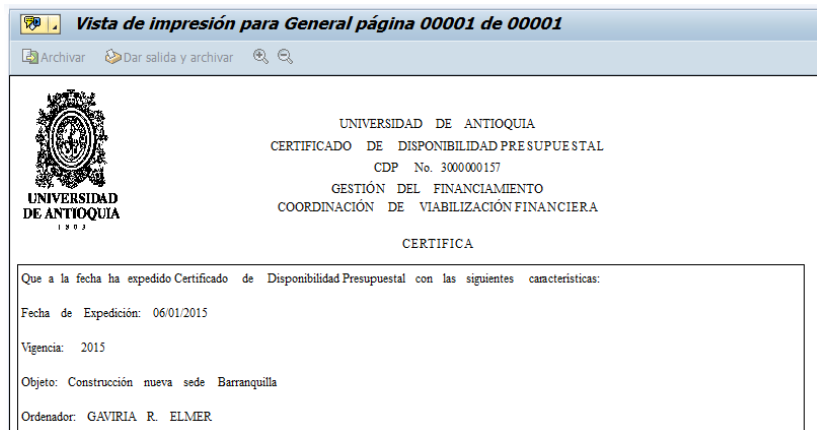 Vista de impresión para General página 00001 de 00001
Archivar Dar salida y archivar
UNIVERSIDAD DE ANTIOQUIA
CERTIFICADO DE DISPONIBILIDAD PRESUPUESTAL
CDP No. 3000000157
GESTIÓN DEL FINANCIAMIENTO
COORDINACIÓN DE VIABILIZACIÓN FINANCIERA
UNIVERSIDAD
DE ANTIOQUIA
1803
CERTIFICA
Que a la fecha ha expedido Certificado de Disponibilidad Presupuestal con las siguientes caracteristicas:
Fecha de Expedición: 06/01/2015
Vigencia: 2015
Objeto: Construcción nueva sede Barranquilla
Ordenador: GAVIRIA R. ELMER